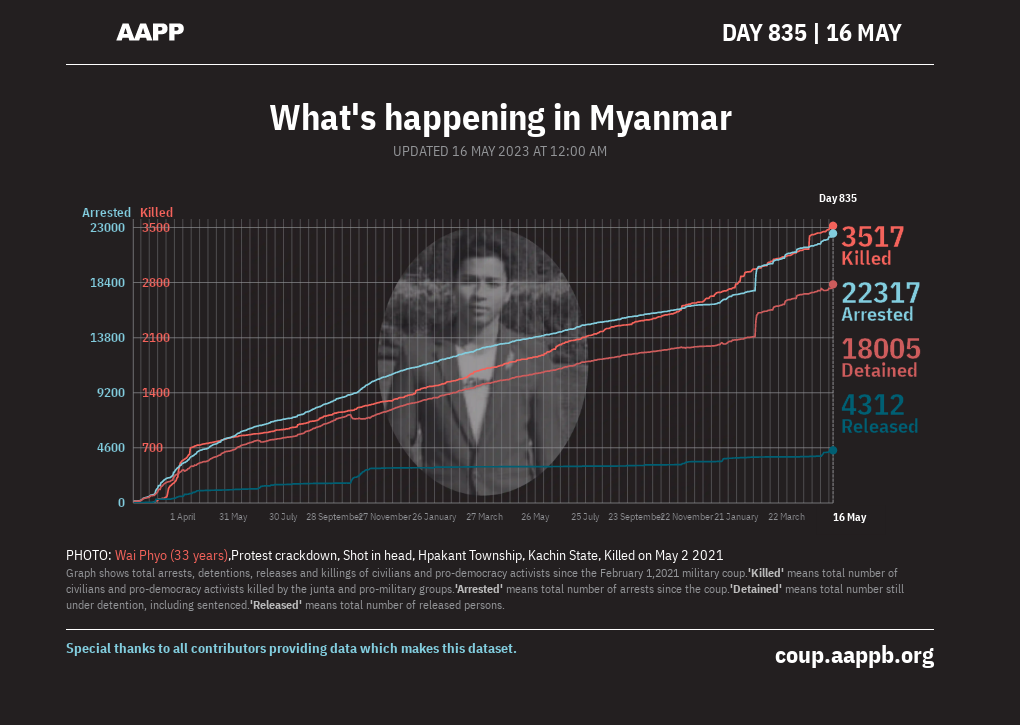 AAPP
DAY 835 | 16 MAY
What's happening in Myanmar
UPDATED 16 MAY 2023 AT 12:00 AM
Day 835
Arrested Killed
23000 3500
18400 2800
13800 2100
9200 1400
4600 700
0
3517
Killed
22317
Arrested
18005
Detained
4312
Released
1 April 31 May 30 July 28 September 27 November 26 January 27 March 26 May 25 July 23 September 22 November 21 January 22 March 16 May
PHOTO: Wai Phyo (33 years),Protest crackdown, Shot in head, Hpakant Township, Kachin State, Killed on May 2 2021
Graph shows total arrests, detentions, releases and killings of civilians and pro-democracy activists since the February 1,2021 military coup.'Killed' means total number of
civilians and pro-democracy activists killed by the junta and pro-military groups.'Arrested' means total number of arrests since the coup.'Detained' means total number still
under detention, including sentenced.'Released' means total number of released persons.
Special thanks to all contributors providing data which makes this dataset.
coup.aappb.org